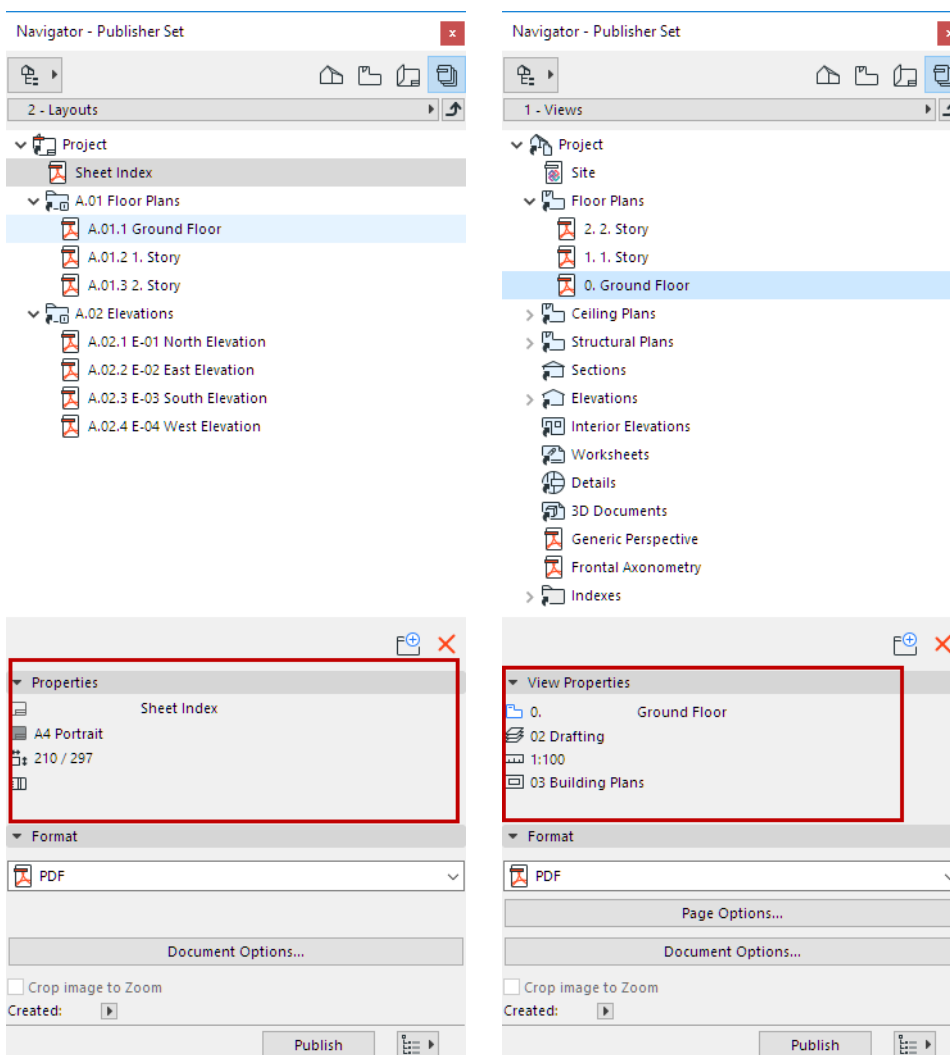 Navigator - Publisher Set
x
2 - Layouts
Project
Sheet Index
A.01 Floor Plans
A.01.1 Ground Floor
A.01.2 1. Story
A.01.3 2. Story
A.02 Elevations
A.02.1 E-01 North Elevation
A.02.2 E-02 East Elevation
A.02.3 E-03 South Elevation
A.02.4 E-04 West Elevation
Properties
Sheet Index
A4 Portrait
210 / 297
Format
PDF
Document Options...
Crop image to Zoom
Created:
Publish
Navigator - Publisher Set
x
1 - Views
Project
Site
Floor Plans
2. 2. Story
1. 1. Story
0. Ground Floor
Ceiling Plans
Structural Plans
Sections
Elevations
Interior Elevations
Worksheets
Details
3D Documents
Generic Perspective
Frontal Axonometry
Indexes
View Properties
0. Ground Floor
02 Drafting
1:100
03 Building Plans
Format
PDF
Page Options...
Document Options...
Crop image to Zoom
Created:
Publish